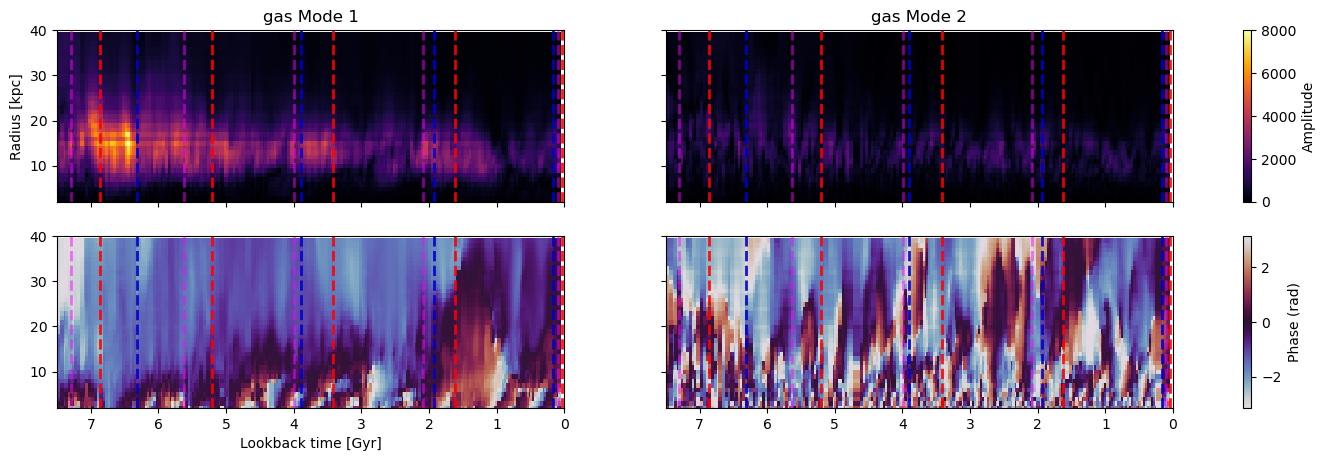 gas Mode 1
gas Mode 2
40
30
20
10
Radius [kpc]
8000
6000
4000
2000
0
Amplitude
40
30
20
10
7 6 5 4 3 2 1 0
Lookback time [Gyr]
7 6 5 4 3 2 1 0
2
0
−2
Phase (rad)